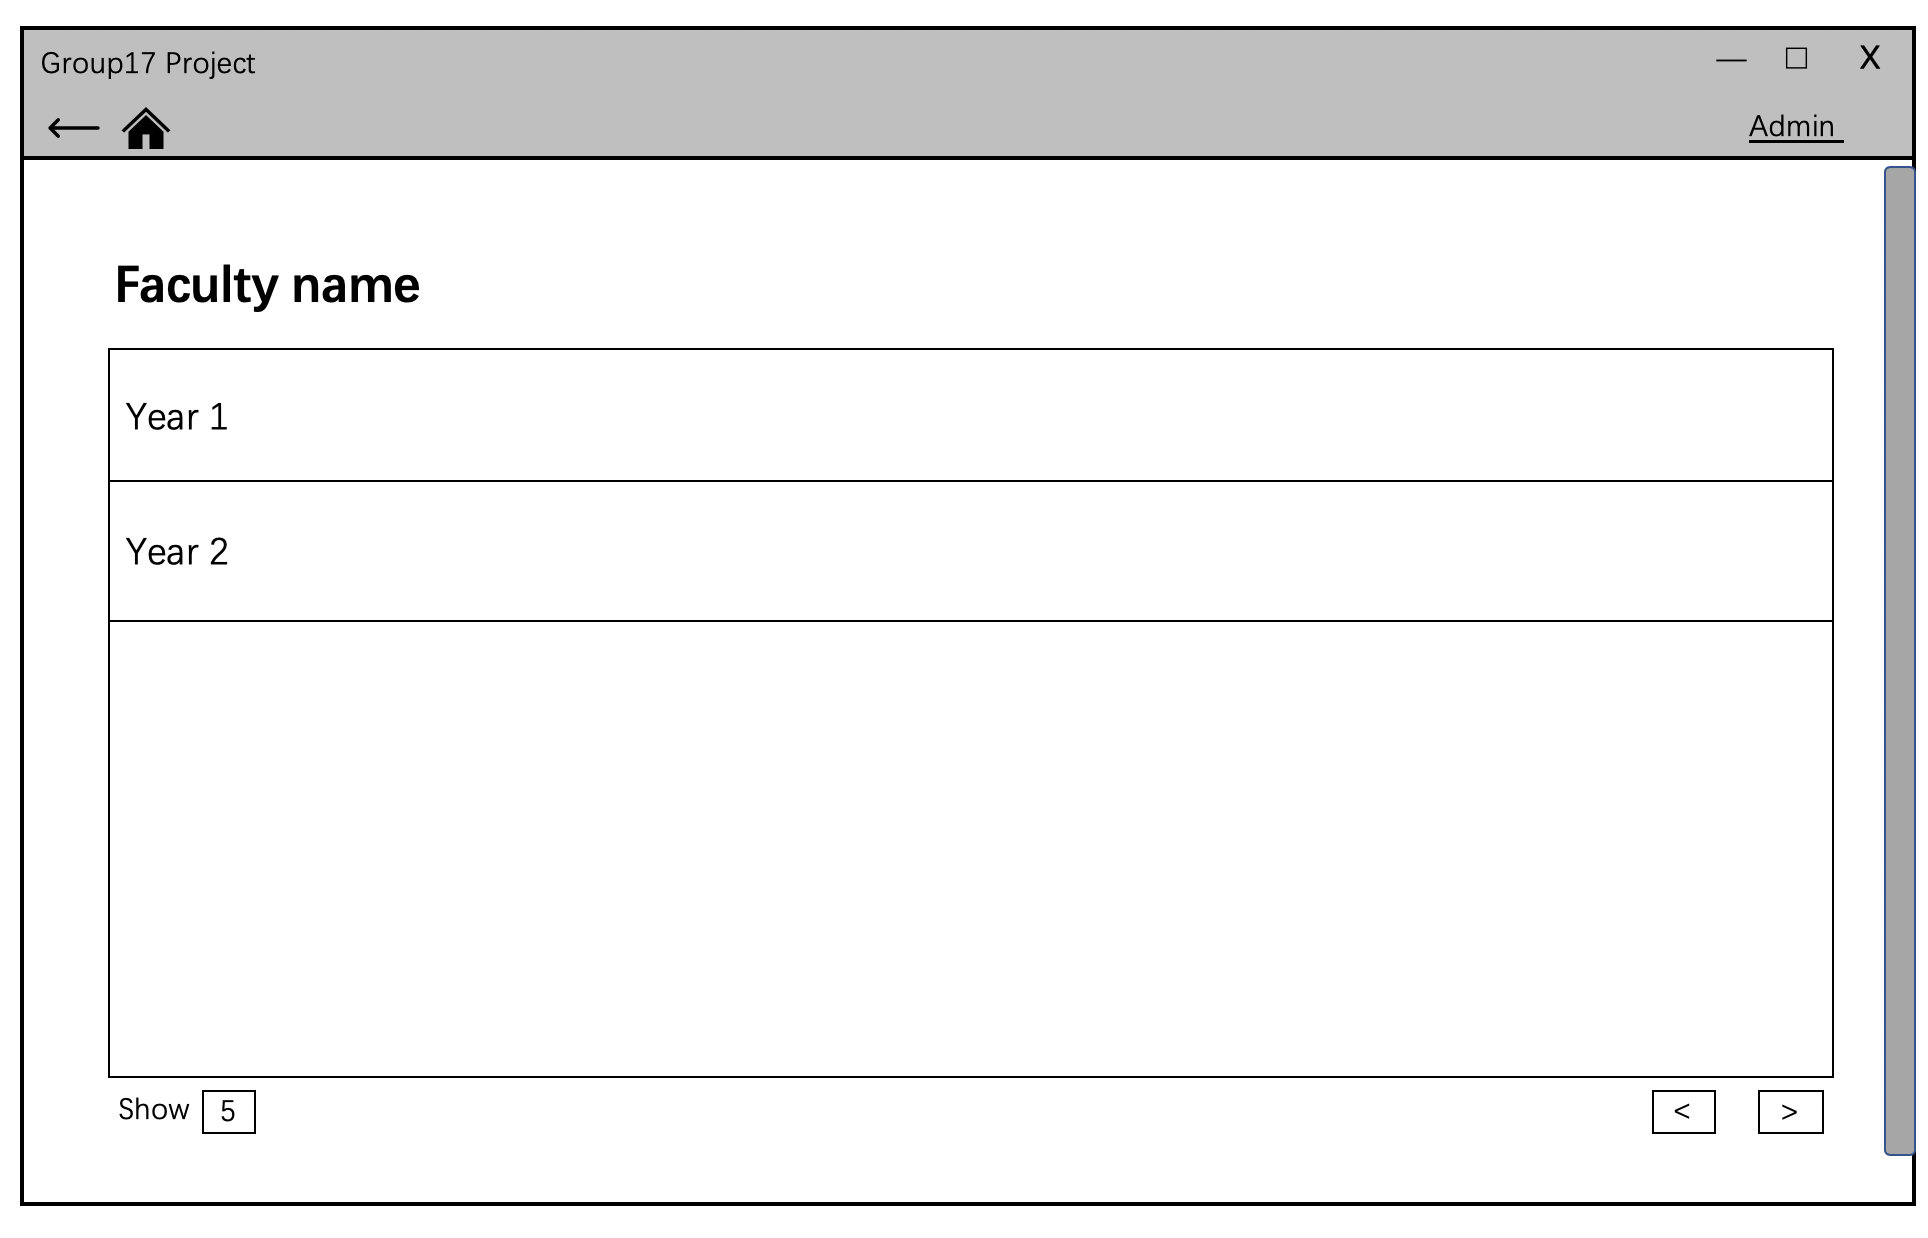 Group17 Project
— □ X
Admin
Faculty name
Year 1
Year 2
Show 5
< >